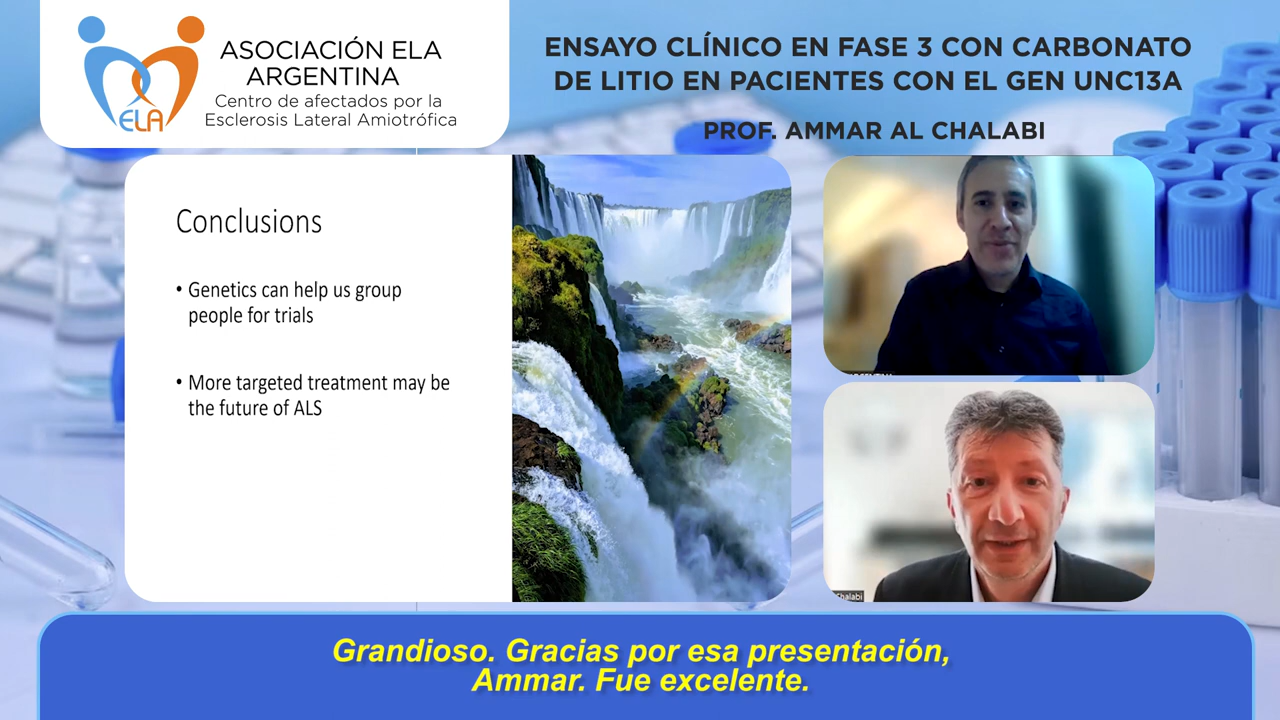 ASOCIACIÓN ELA
ARGENTINA
Centro de afectados por la
Esclerosis Lateral Amiotrófica
ELA
ENSAYO CLÍNICO EN FASE 3 CON CARBONATO
DE LITIO EN PACIENTES CON EL GEN UNC13A
PROF. AMMAR AL CHALABI
Conclusions
• Genetics can help us group
people for trials
• More targeted treatment may be
the future of ALS
Chalabi
Grandioso. Gracias por esa presentación,
Ammar. Fue excelente.